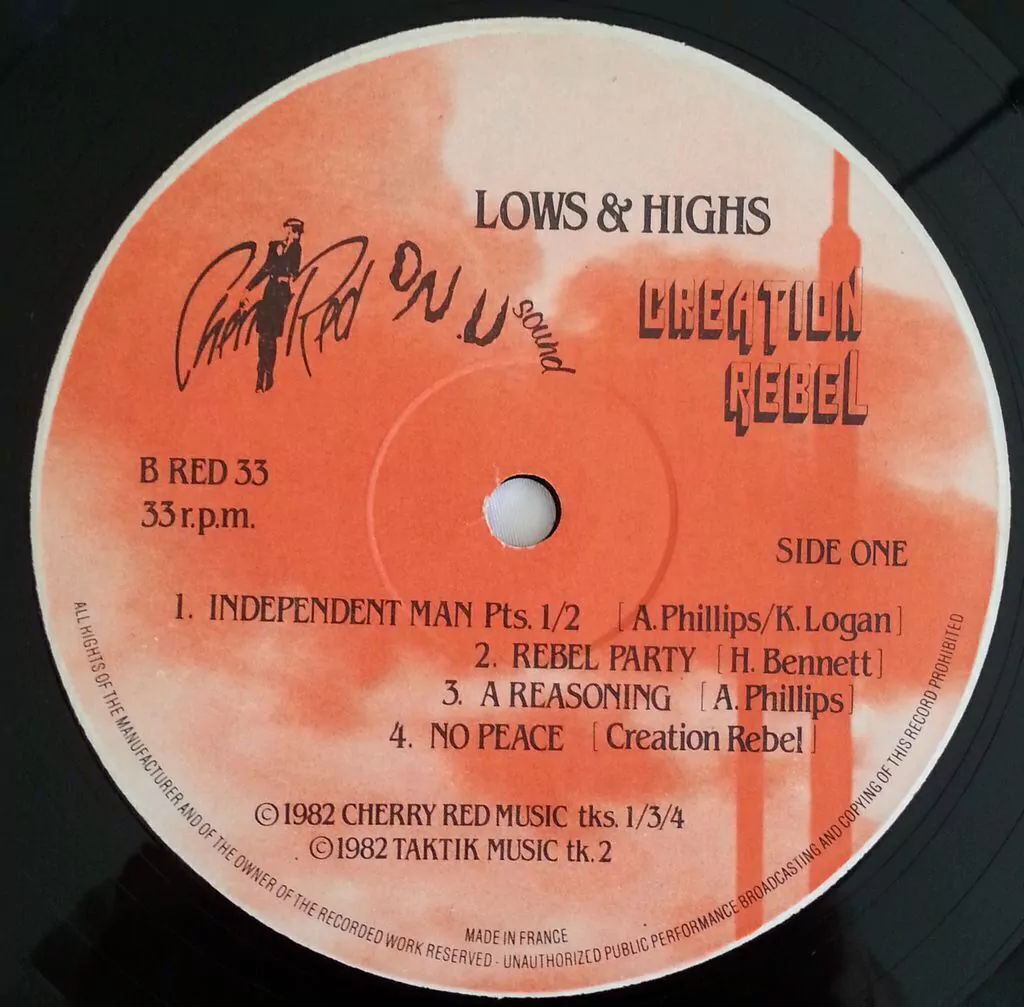 LOWS & HIGHS
Cherry Red
ON.U sound
CREATION
REBEL
B RED 33
33 r.p.m.
SIDE ONE
1. INDEPENDENT MAN Pts. 1/2 [A. Phillips/K. Logan]
2. REBEL PARTY [H. Bennett]
3. A REASONING [A. Phillips]
4. NO PEACE [Creation Rebel]
©1982 CHERRY RED MUSIC tks. 1/3/4
©1982 TAKTIK MUSIC tk. 2
MADE IN FRANCE
ALL RIGHTS OF THE MANUFACTURER AND OF THE OWNER OF THE RECORDED WORK RESERVED - UNAUTHORIZED PUBLIC PERFORMANCE BROADCASTING AND COPYING OF THIS RECORD PROHIBITED